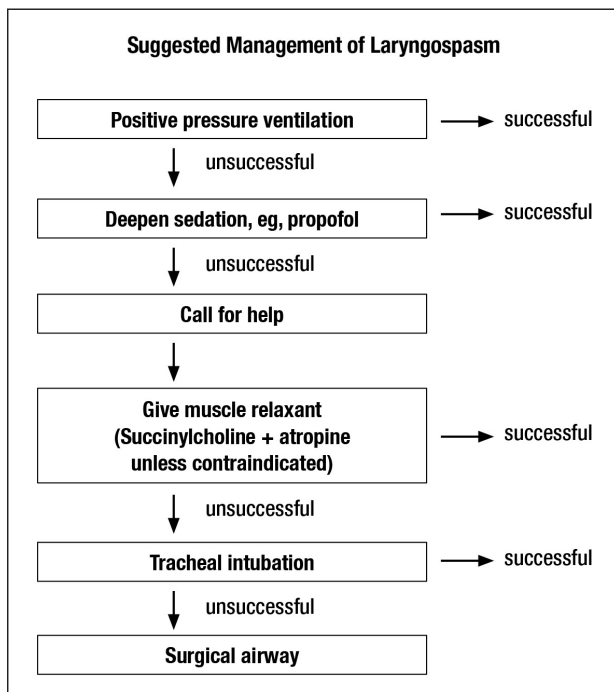 Suggested Management of Laryngospasm
Positive pressure ventilation
successful
unsuccessful
Deepen sedation, eg, propofol
successful
unsuccessful
Call for help
Give muscle relaxant
(Succinylcholine + atropine
unless contraindicated)
successful
unsuccessful
Tracheal intubation
successful
unsuccessful
Surgical airway